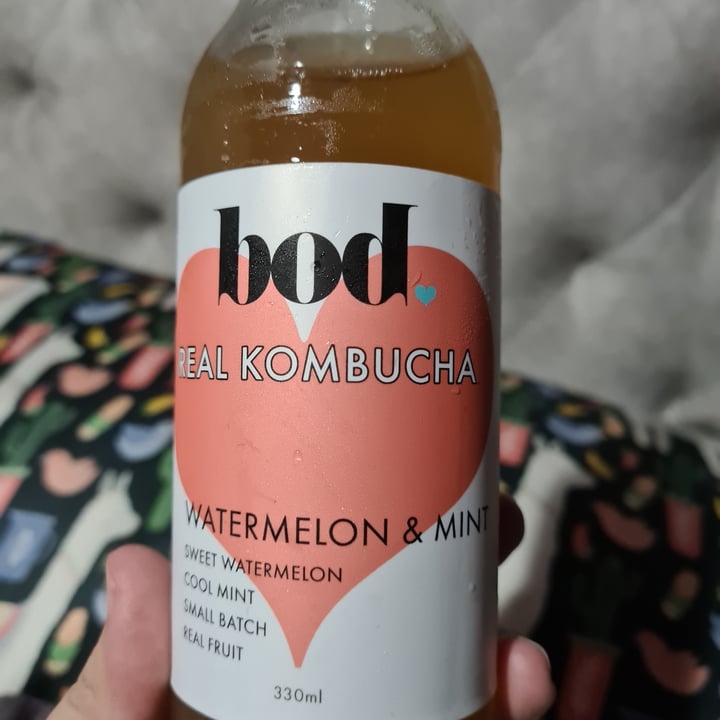 bod.
REAL KOMBUCHA
WATERMELON & MINT
SWEET WATERMELON
COOL MINT
SMALL BATCH
REAL FRUIT
330ml